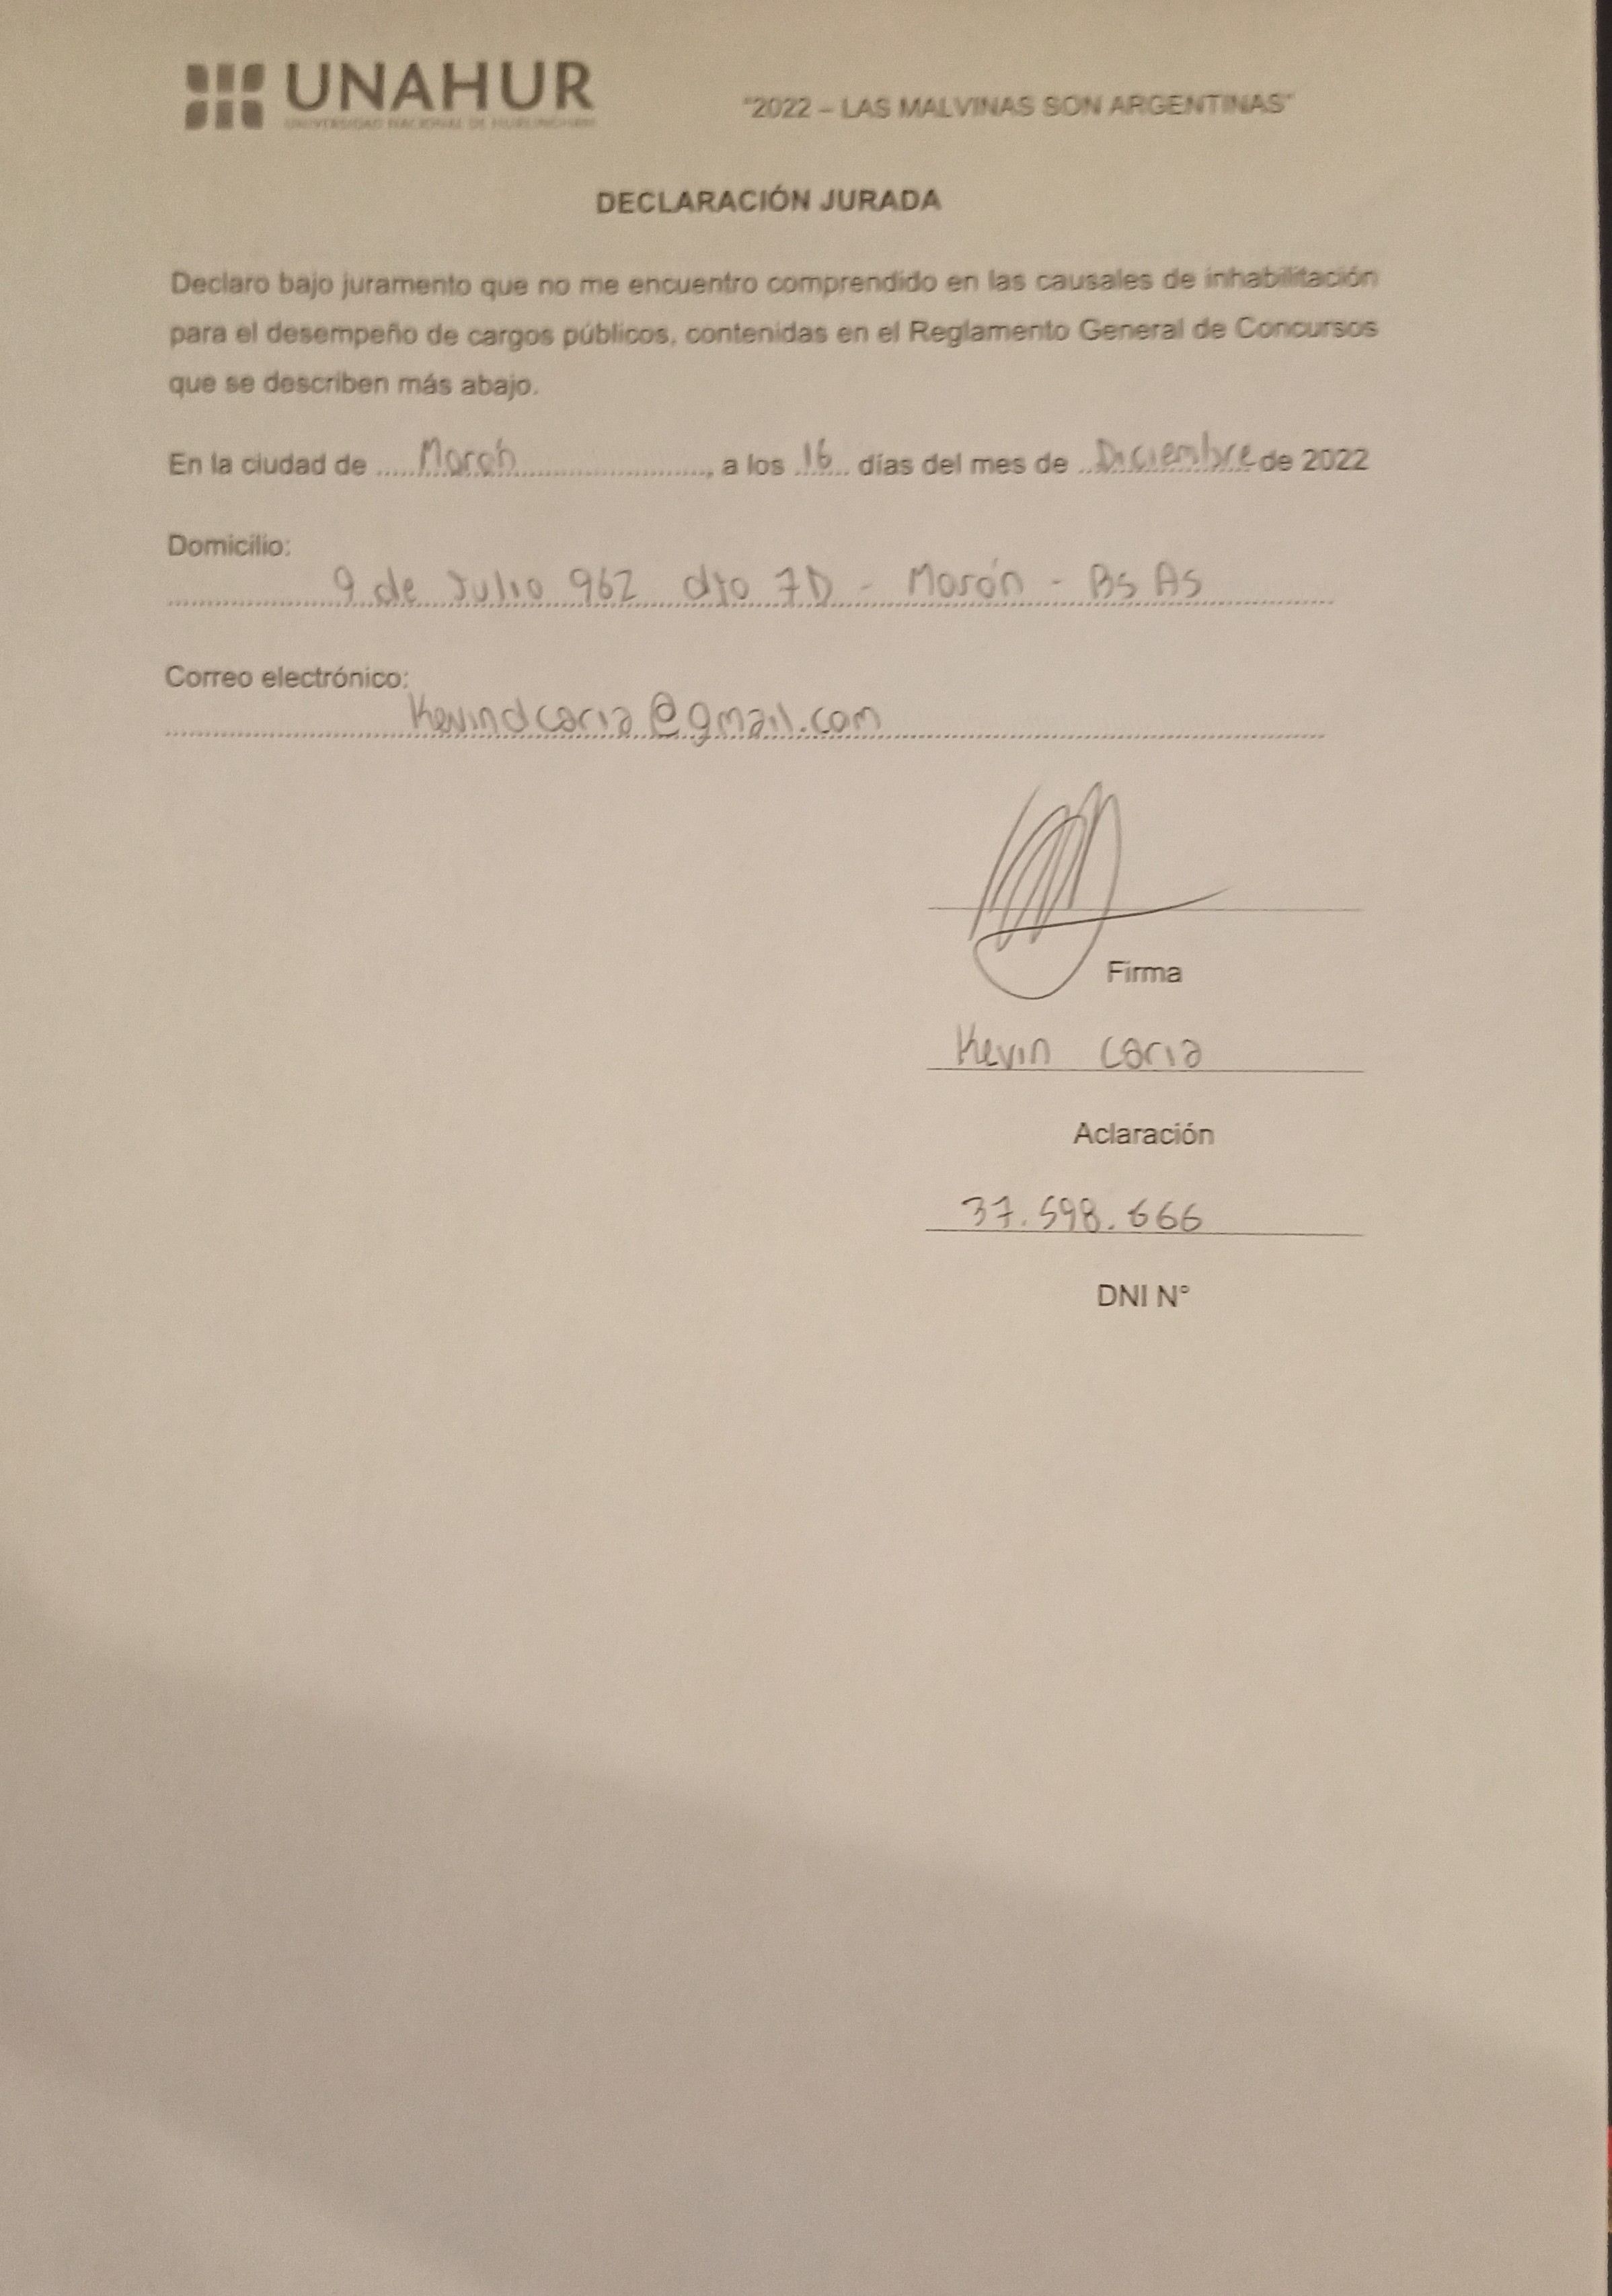 UNAHUR
UNIVERSIDAD NACIONAL DE HURLINGHAM
"2022 – LAS MALVINAS SON ARGENTINAS"
DECLARACIÓN JURADA
Declaro bajo juramento que no me encuentro comprendido en las causales de inhabilitación
para el desempeño de cargos públicos, contenidas en el Reglamento General de Concursos
que se describen más abajo.
En la ciudad de ..... Morón ......................., a los 16 días del mes de Diciembre de 2022
Domicilio:
9 de Julio 962 dto 7D - Morón - Bs As
Correo electrónico:
Kevindcaria@gmail.com
Firma
Kevin Caria
Aclaración
37.598.666
DNI N°